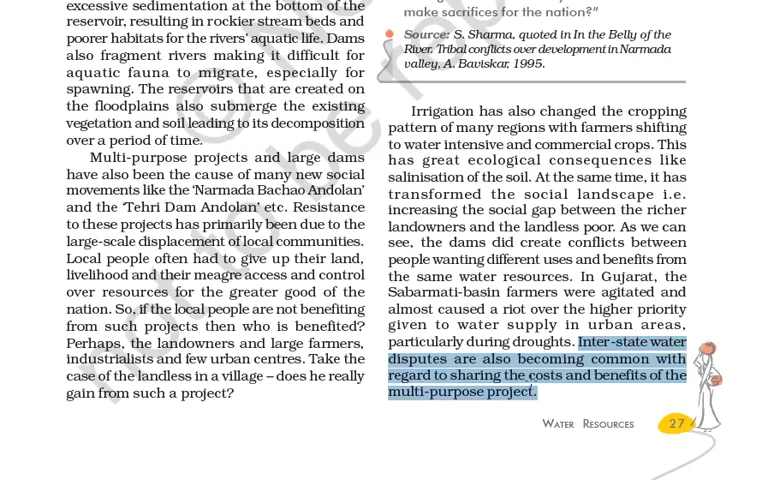 excessive sedimentation at the bottom of the
reservoir, resulting in rockier stream beds and
poorer habitats for the rivers' aquatic life. Dams
also fragment rivers making it difficult for
aquatic fauna to migrate, especially for
spawning. The reservoirs that are created on
the floodplains also submerge the existing
vegetation and soil leading to its decomposition
over a period of time.
Multi-purpose projects and large dams
have also been the cause of many new social
movements like the 'Narmada Bachao Andolan'
and the 'Tehri Dam Andolan' etc. Resistance
to these projects has primarily been due to the
large-scale displacement of local communities.
Local people often had to give up their land,
livelihood and their meagre access and control
over resources for the greater good of the
nation. So, if the local people are not benefiting
from such projects then who is benefited?
Perhaps, the landowners and large farmers,
industrialists and few urban centres. Take the
case of the landless in a village – does he really
gain from such a project?
make sacrifices for the nation?"
Source: S. Sharma, quoted in In the Belly of the
River. Tribal conflicts over development in Narmada
valley, A. Baviskar, 1995.
Irrigation has also changed the cropping
pattern of many regions with farmers shifting
to water intensive and commercial crops. This
has great ecological consequences like
salinisation of the soil. At the same time, it has
transformed the social landscape i.e.
increasing the social gap between the richer
landowners and the landless poor. As we can
see, the dams did create conflicts between
people wanting different uses and benefits from
the same water resources. In Gujarat, the
Sabarmati-basin farmers were agitated and
almost caused a riot over the higher priority
given to water supply in urban areas,
particularly during droughts. Inter-state water
disputes are also becoming common with
regard to sharing the costs and benefits of the
multi-purpose project.
WATER RESOURCES 27
not to be rep
© N